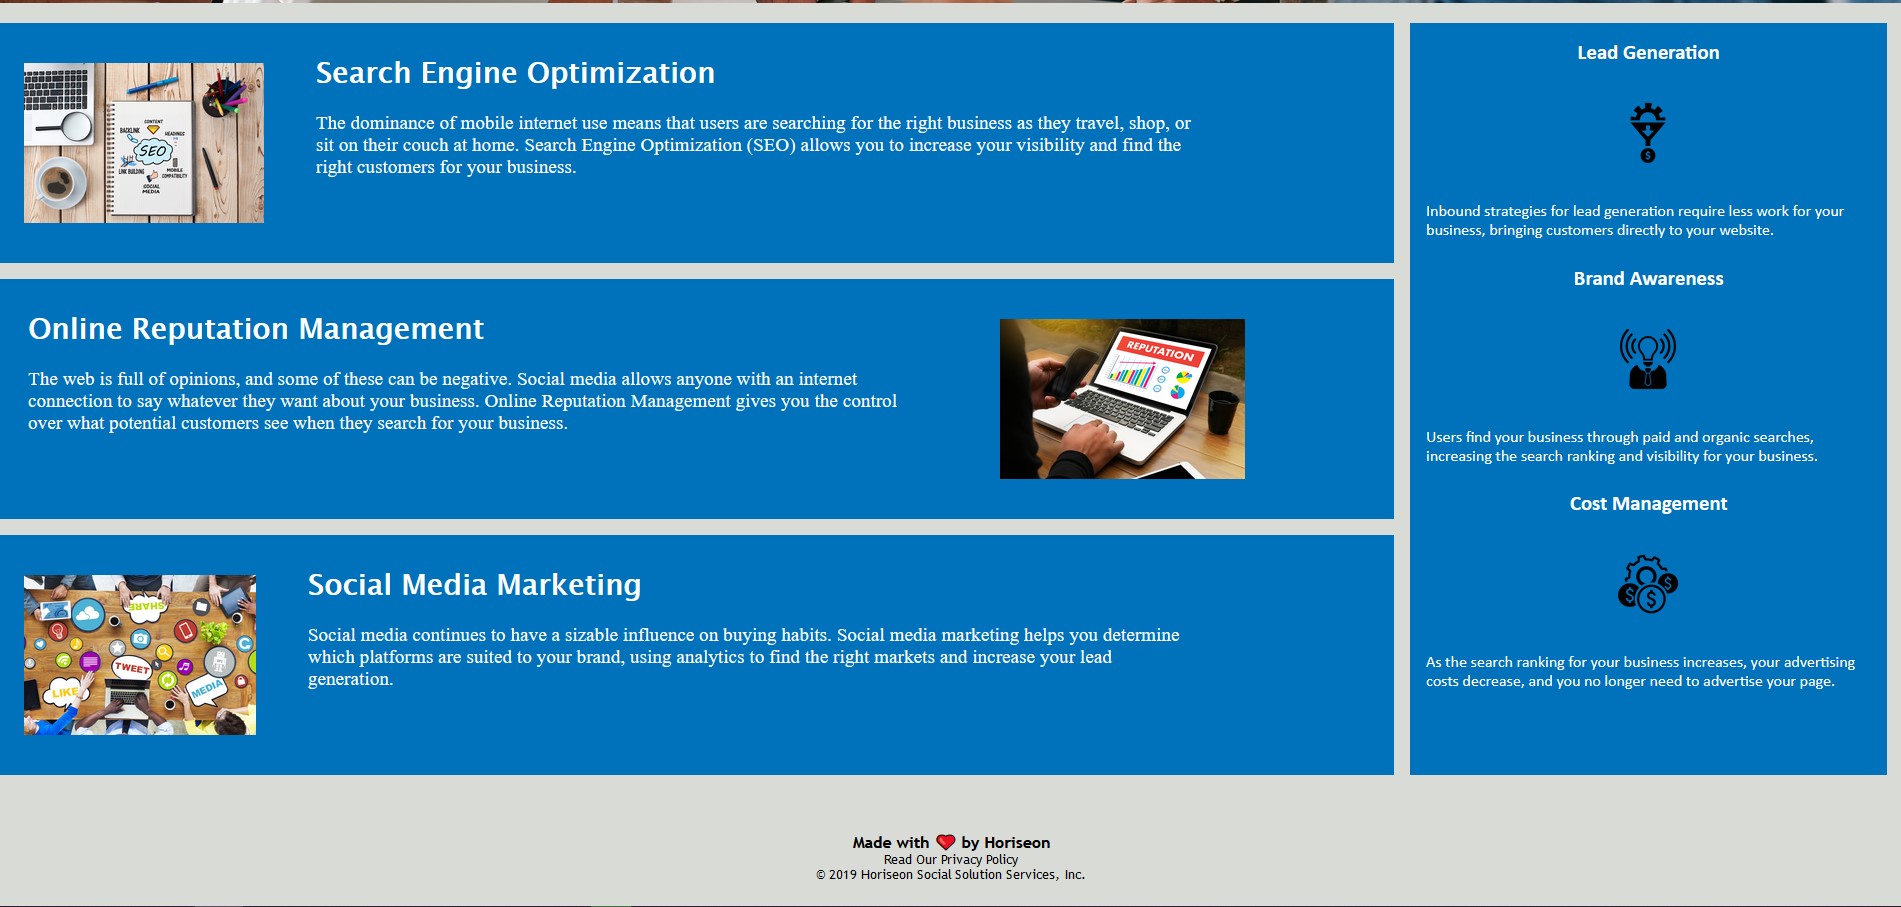 Search Engine Optimization
The dominance of mobile internet use means that users are searching for the right business as they travel, shop, or
sit on their couch at home. Search Engine Optimization (SEO) allows you to increase your visibility and find the
right customers for your business.
CONTENT
BACKLINK
HEADINGS
SEO
LINK BUILDING
MOBILE
COMPATIBILITY
SOCIAL
MEDIA
Online Reputation Management
The web is full of opinions, and some of these can be negative. Social media allows anyone with an internet
connection to say whatever they want about your business. Online Reputation Management gives you the control
over what potential customers see when they search for your business.
REPUTATION
Social Media Marketing
Social media continues to have a sizable influence on buying habits. Social media marketing helps you determine
which platforms are suited to your brand, using analytics to find the right markets and increase your lead
generation.
SHARE
TWEET
LIKE
MEDIA
Lead Generation
$
Inbound strategies for lead generation require less work for your
business, bringing customers directly to your website.
Brand Awareness
Users find your business through paid and organic searches,
increasing the search ranking and visibility for your business.
Cost Management
$ $ $
As the search ranking for your business increases, your advertising
costs decrease, and you no longer need to advertise your page.
Made with ❤ by Horiseon
Read Our Privacy Policy
© 2019 Horiseon Social Solution Services, Inc.